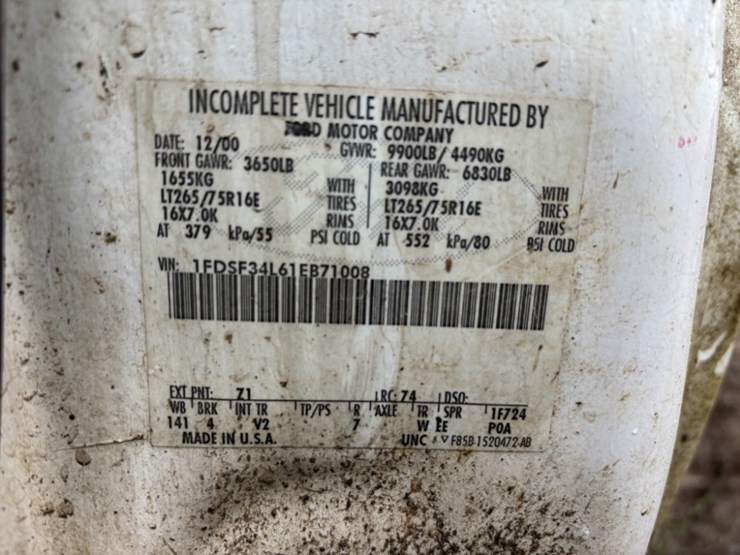 INCOMPLETE VEHICLE MANUFACTURED BY
FORD MOTOR COMPANY
DATE: 12/00 GVWR: 9900LB/4490KG
FRONT GAWR: 3650LB REAR GAWR: 6830LB
1655KG WITH 3098KG WITH
LT265/75R16E TIRES LT265/75R16E TIRES
16X7.0K RIMS 16X7.0K RIMS
AT 379 kPa/55 PSI COLD AT 552 kPa/80 PSI COLD
VIN: 1FDSF34L61EB71008
EXT PNT: Z1 RC: 74 DSO:
WB BRK INT TR TP/PS R AXLE TR SPR 1F724
141 4 V2 7 W EE POA
MADE IN U.S.A. UNC F85B-1520472-AB